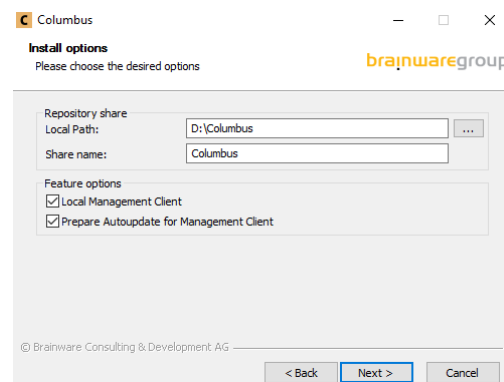 C Columbus
Install options
Please choose the desired options
brainwaregroup
Repository share
Local Path: D:\Columbus ...
Share name: Columbus
Feature options
Local Management Client
Prepare Autoupdate for Management Client
© Brainware Consulting & Development AG
< Back Next > Cancel